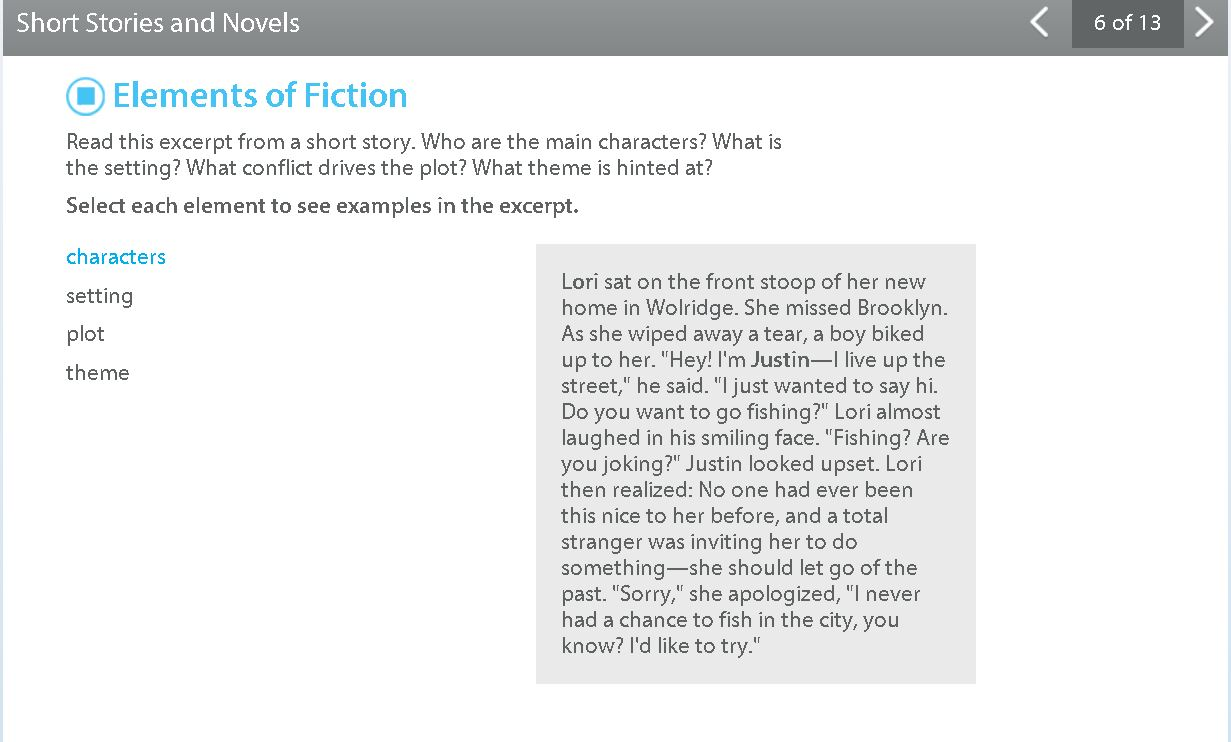 Short Stories and Novels
6 of 13
Elements of Fiction
Read this excerpt from a short story. Who are the main characters? What is
the setting? What conflict drives the plot? What theme is hinted at?
Select each element to see examples in the excerpt.
characters
setting
plot
theme
Lori sat on the front stoop of her new
home in Wolridge. She missed Brooklyn.
As she wiped away a tear, a boy biked
up to her. "Hey! I'm Justin—I live up the
street," he said. "I just wanted to say hi.
Do you want to go fishing?" Lori almost
laughed in his smiling face. "Fishing? Are
you joking?" Justin looked upset. Lori
then realized: No one had ever been
this nice to her before, and a total
stranger was inviting her to do
something—she should let go of the
past. "Sorry," she apologized, "I never
had a chance to fish in the city, you
know? I'd like to try."